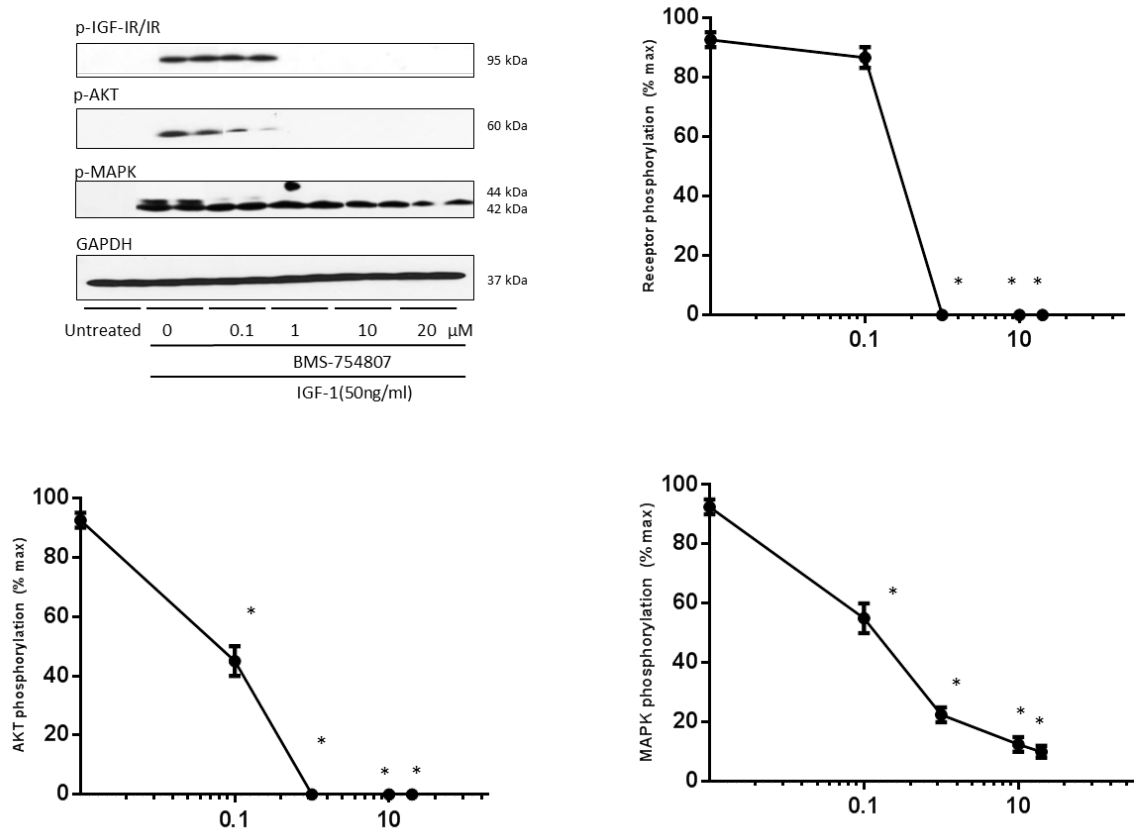 p-IGF-IR/IR
95 kDa
p-AKT
60 kDa
p-MAPK
44 kDa
42 kDa
GAPDH
37 kDa
Untreated 0 0.1 1 10 20 μM
BMS-754807
IGF-1(50ng/ml)
Receptor phosphorylation (% max)
100
80
60
40
20
0
* * *
0.1 10
AKT phosphorylation (% max)
100
80
60
40
20
0
*
*
* *
0.1 10
MAPK phosphorylation (% max)
100
80
60
40
20
0
*
*
* *
0.1 10